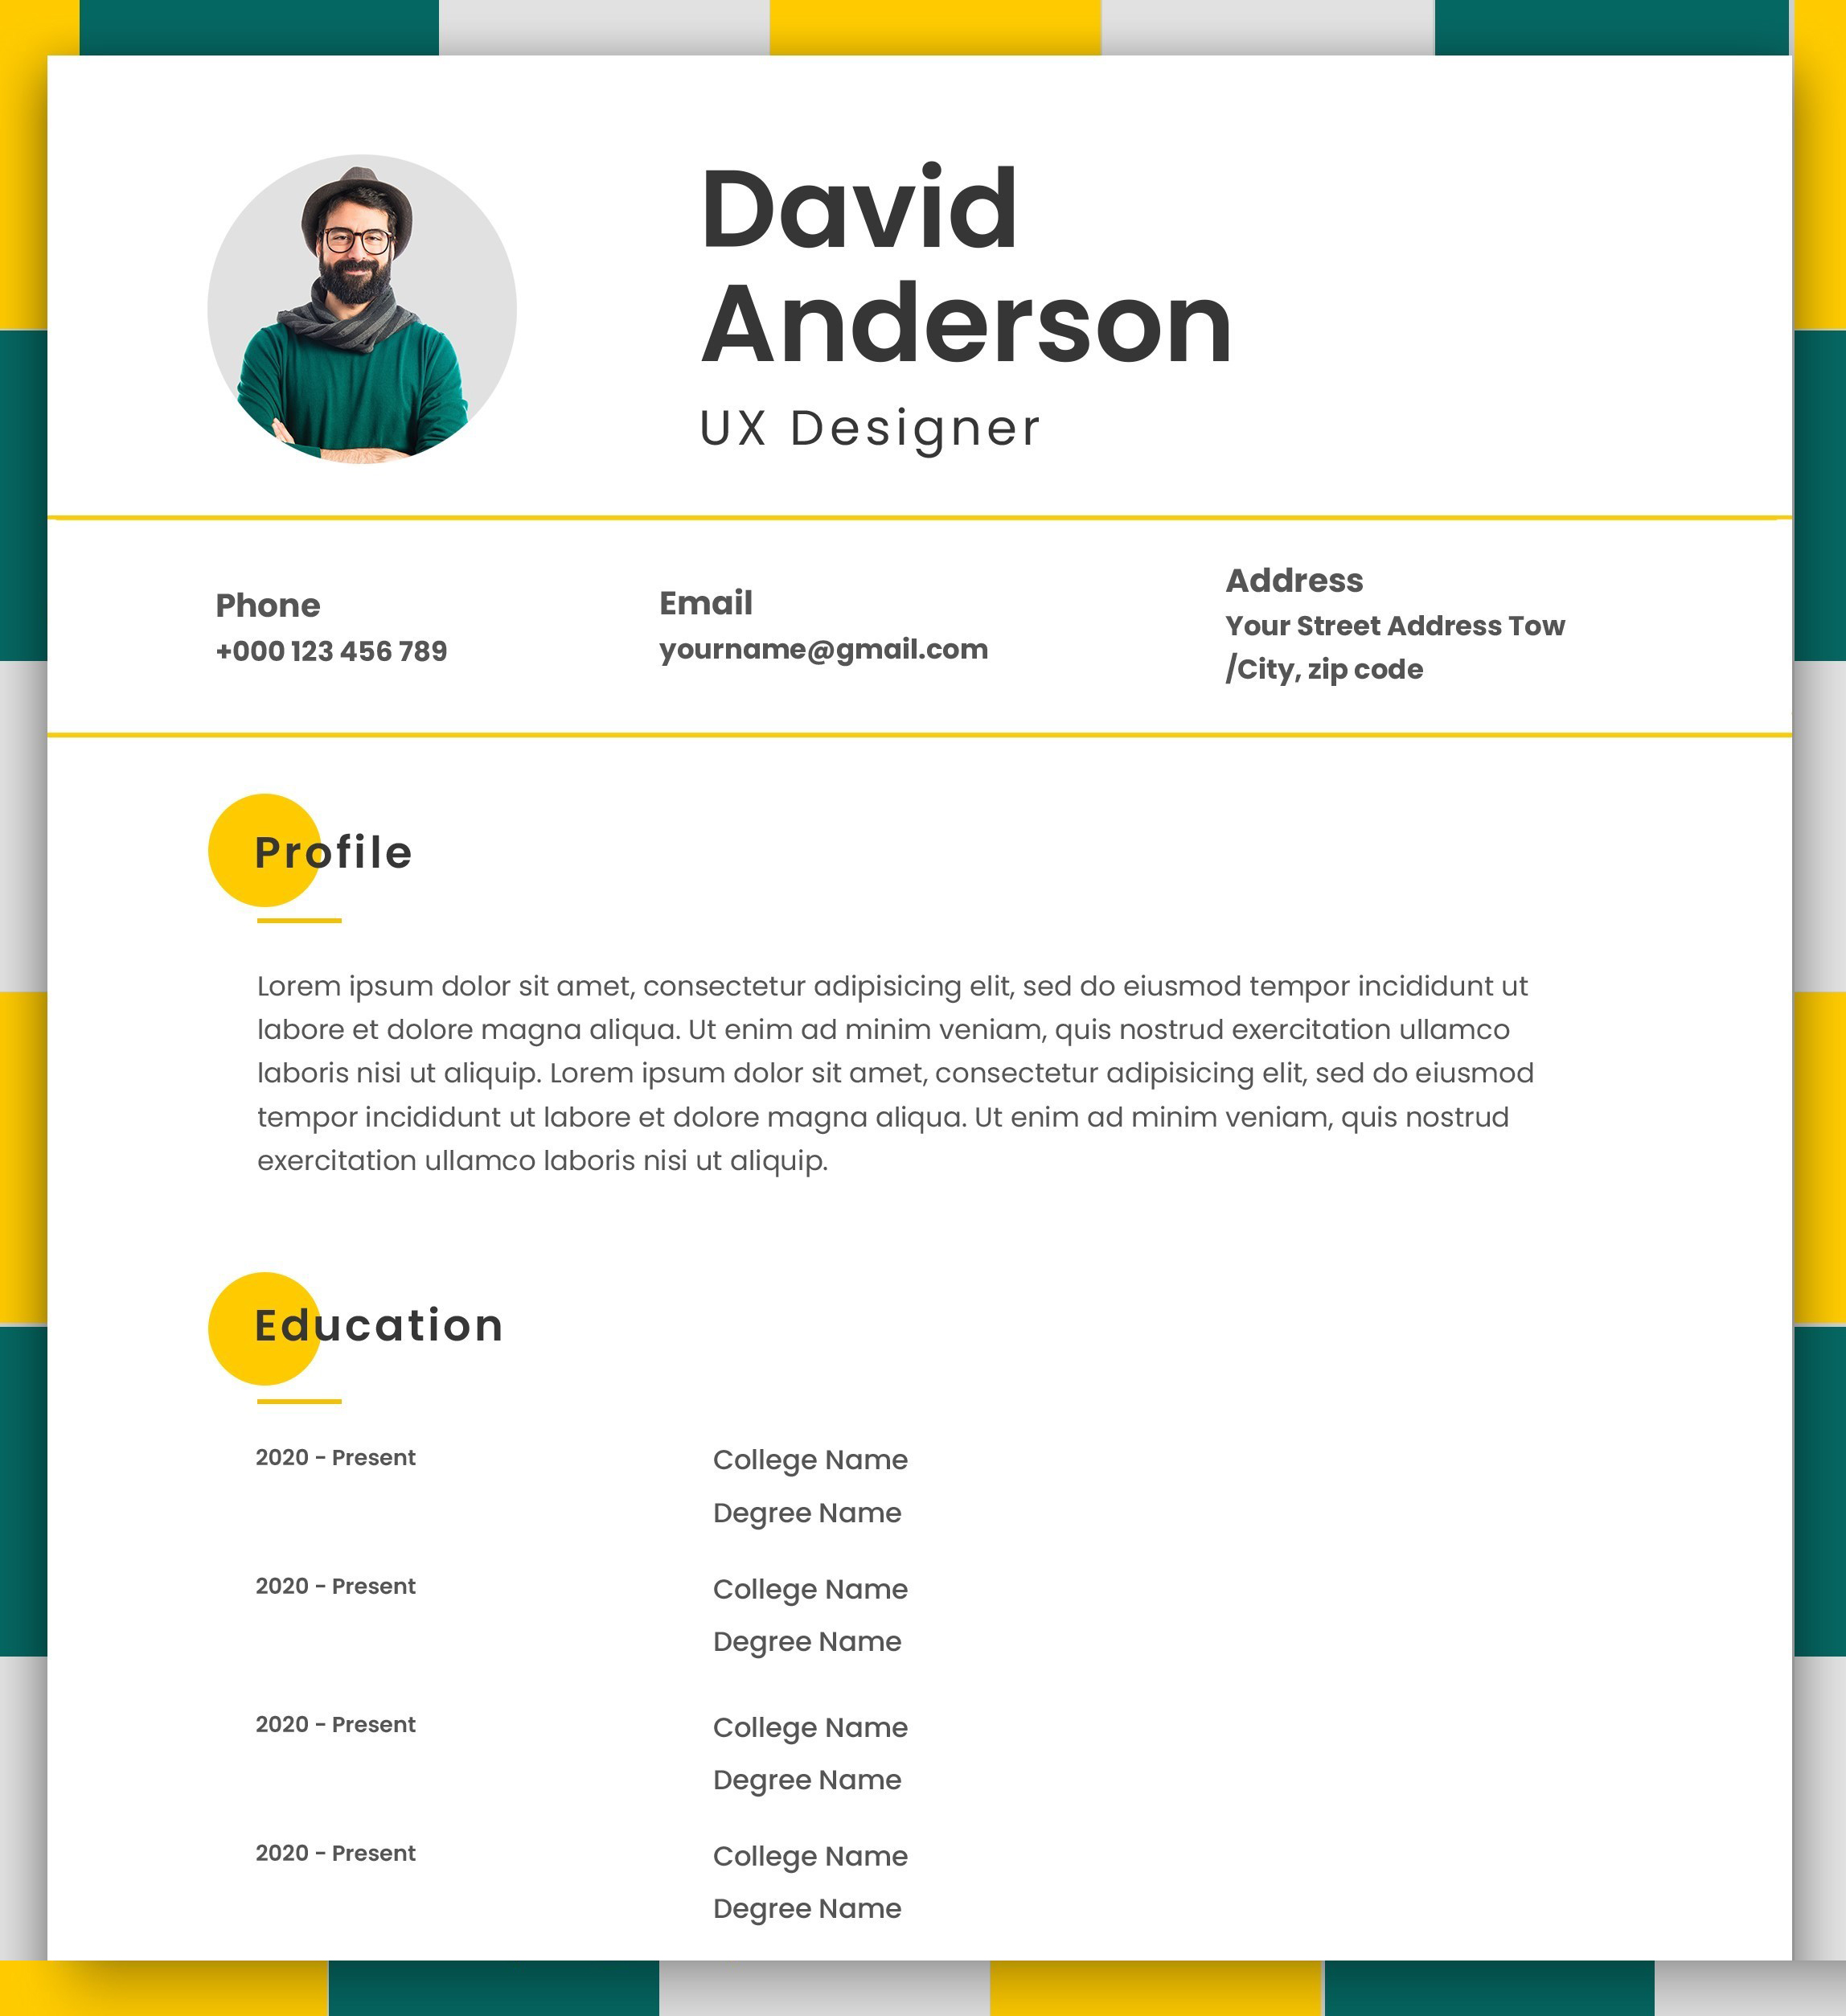 David
Anderson
UX Designer
Phone
+000 123 456 789
Email
yourname@gmail.com
Address
Your Street Address Tow
/City, zip code
Profile
Lorem ipsum dolor sit amet, consectetur adipisicing elit, sed do eiusmod tempor incididunt ut
labore et dolore magna aliqua. Ut enim ad minim veniam, quis nostrud exercitation ullamco
laboris nisi ut aliquip. Lorem ipsum dolor sit amet, consectetur adipisicing elit, sed do eiusmod
tempor incididunt ut labore et dolore magna aliqua. Ut enim ad minim veniam, quis nostrud
exercitation ullamco laboris nisi ut aliquip.
Education
2020 - Present
College Name
Degree Name
2020 - Present
College Name
Degree Name
2020 - Present
College Name
Degree Name
2020 - Present
College Name
Degree Name